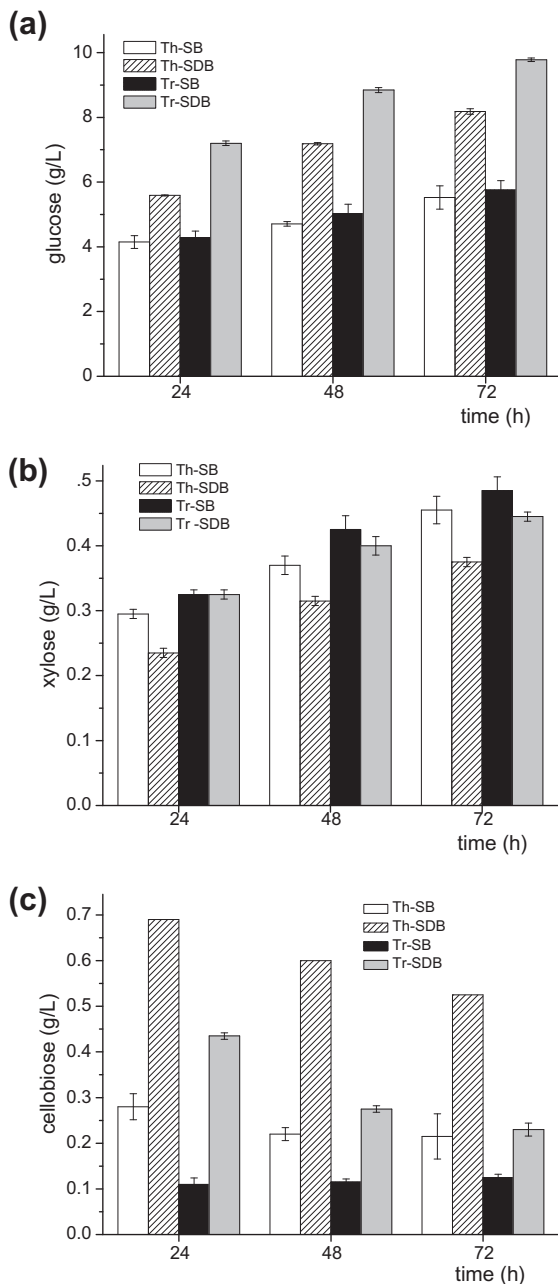 (a)
Th-SB
Th-SDB
Tr-SB
Tr-SDB
10
8
6
4
2
0
glucose (g/L)
24 48 72
time (h)
(b)
Th-SB
Th-SDB
Tr-SB
Tr -SDB
.5
0.4
0.3
0.2
0.1
0.0
xylose (g/L)
24 48 72
time (h)
(c)
Th-SB
Th-SDB
Tr-SB
Tr-SDB
0.7
0.6
0.5
0.4
0.3
0.2
0.1
0.0
cellobiose (g/L)
24 48 72
time (h)